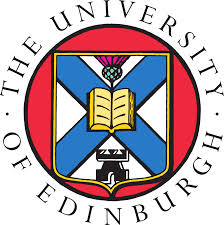 · THE UNIVERSITY ·
OF EDINBURGH